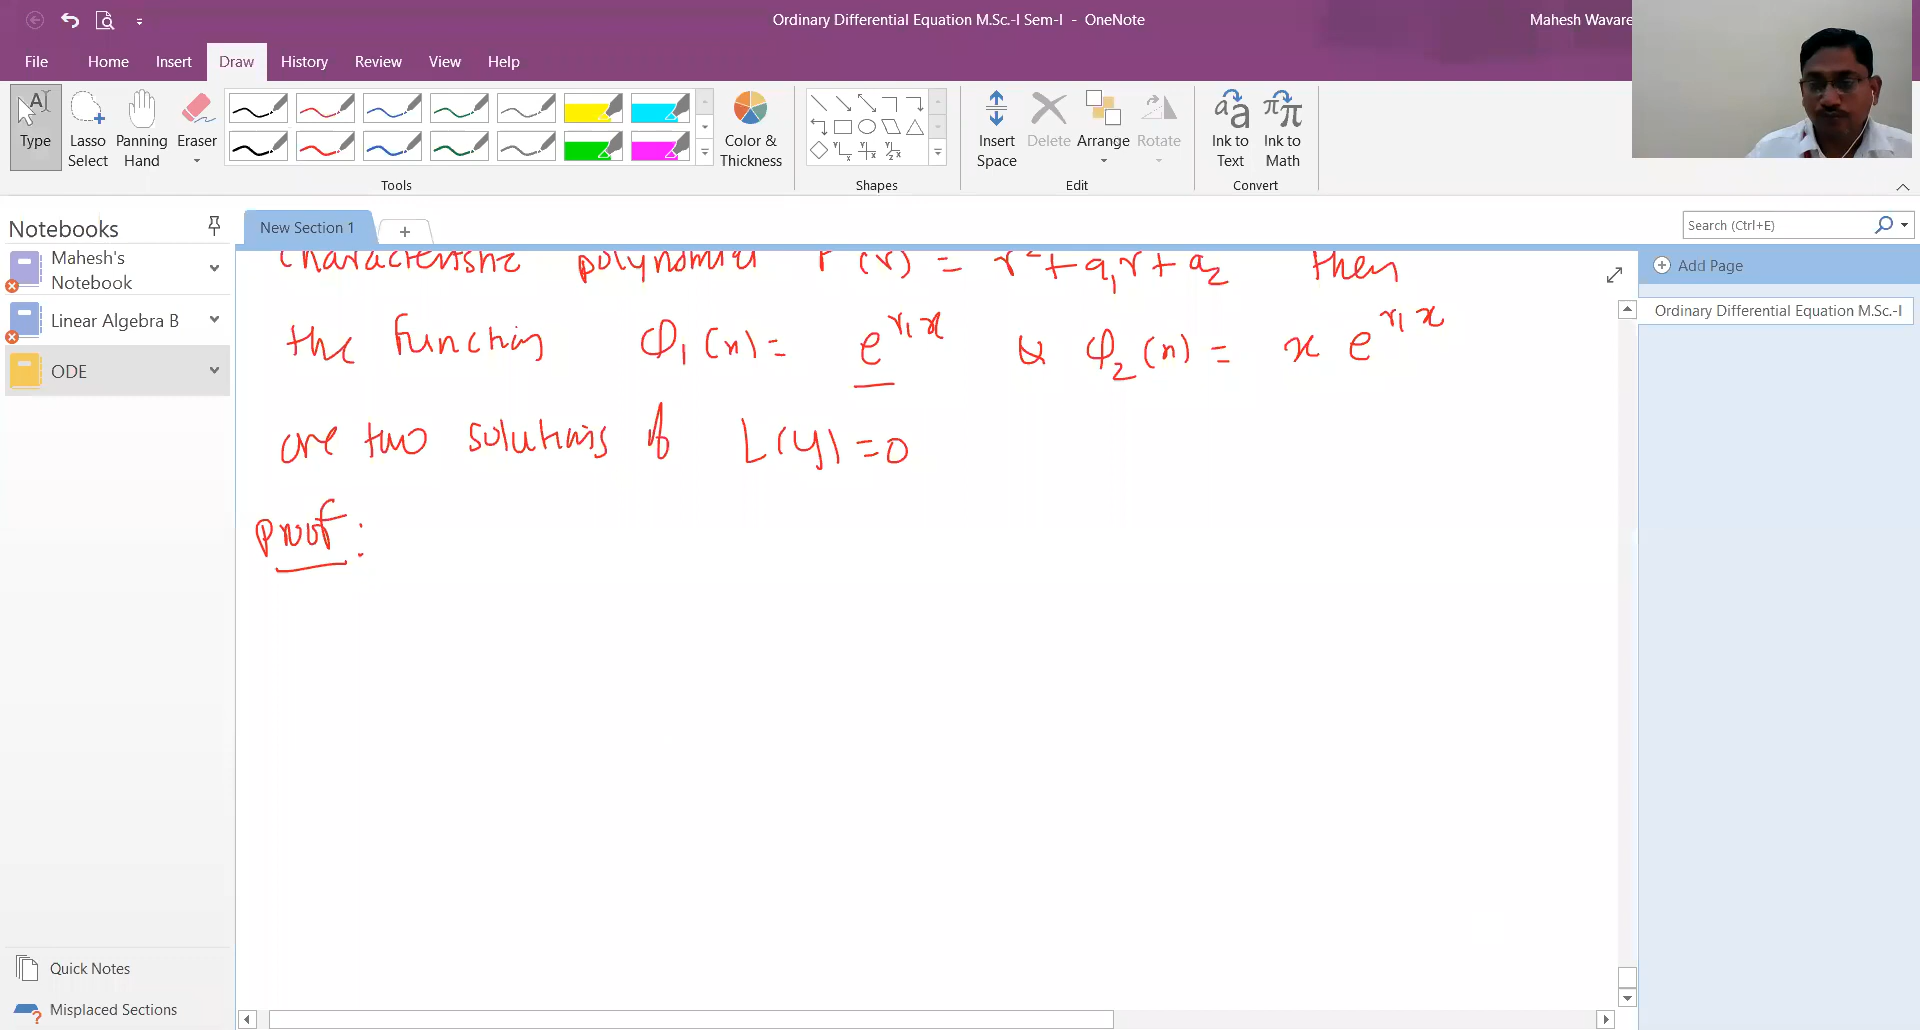 Ordinary Differential Equation M.Sc.-I Sem-I - OneNote
Mahesh Wavare
File Home Insert Draw History Review View Help
Type
Lasso Select
Panning Hand
Eraser
Color & Thickness
Insert Space
Delete
Arrange
Rotate
Ink to Text
Ink to Math
Tools
Shapes
Edit
Convert
Notebooks
New Section 1
+
Search (Ctrl+E)
Mahesh's Notebook
Linear Algebra B
ODE
Quick Notes
Misplaced Sections
Add Page
Ordinary Differential Equation M.Sc.-I
characteristic polynomial P(r) = r² + a₁r + a₂ then
the function φ₁(x) = e^{r₁x} & φ₂(x) = x e^{r₁x}
are two solutions of L(y) = 0
Proof: